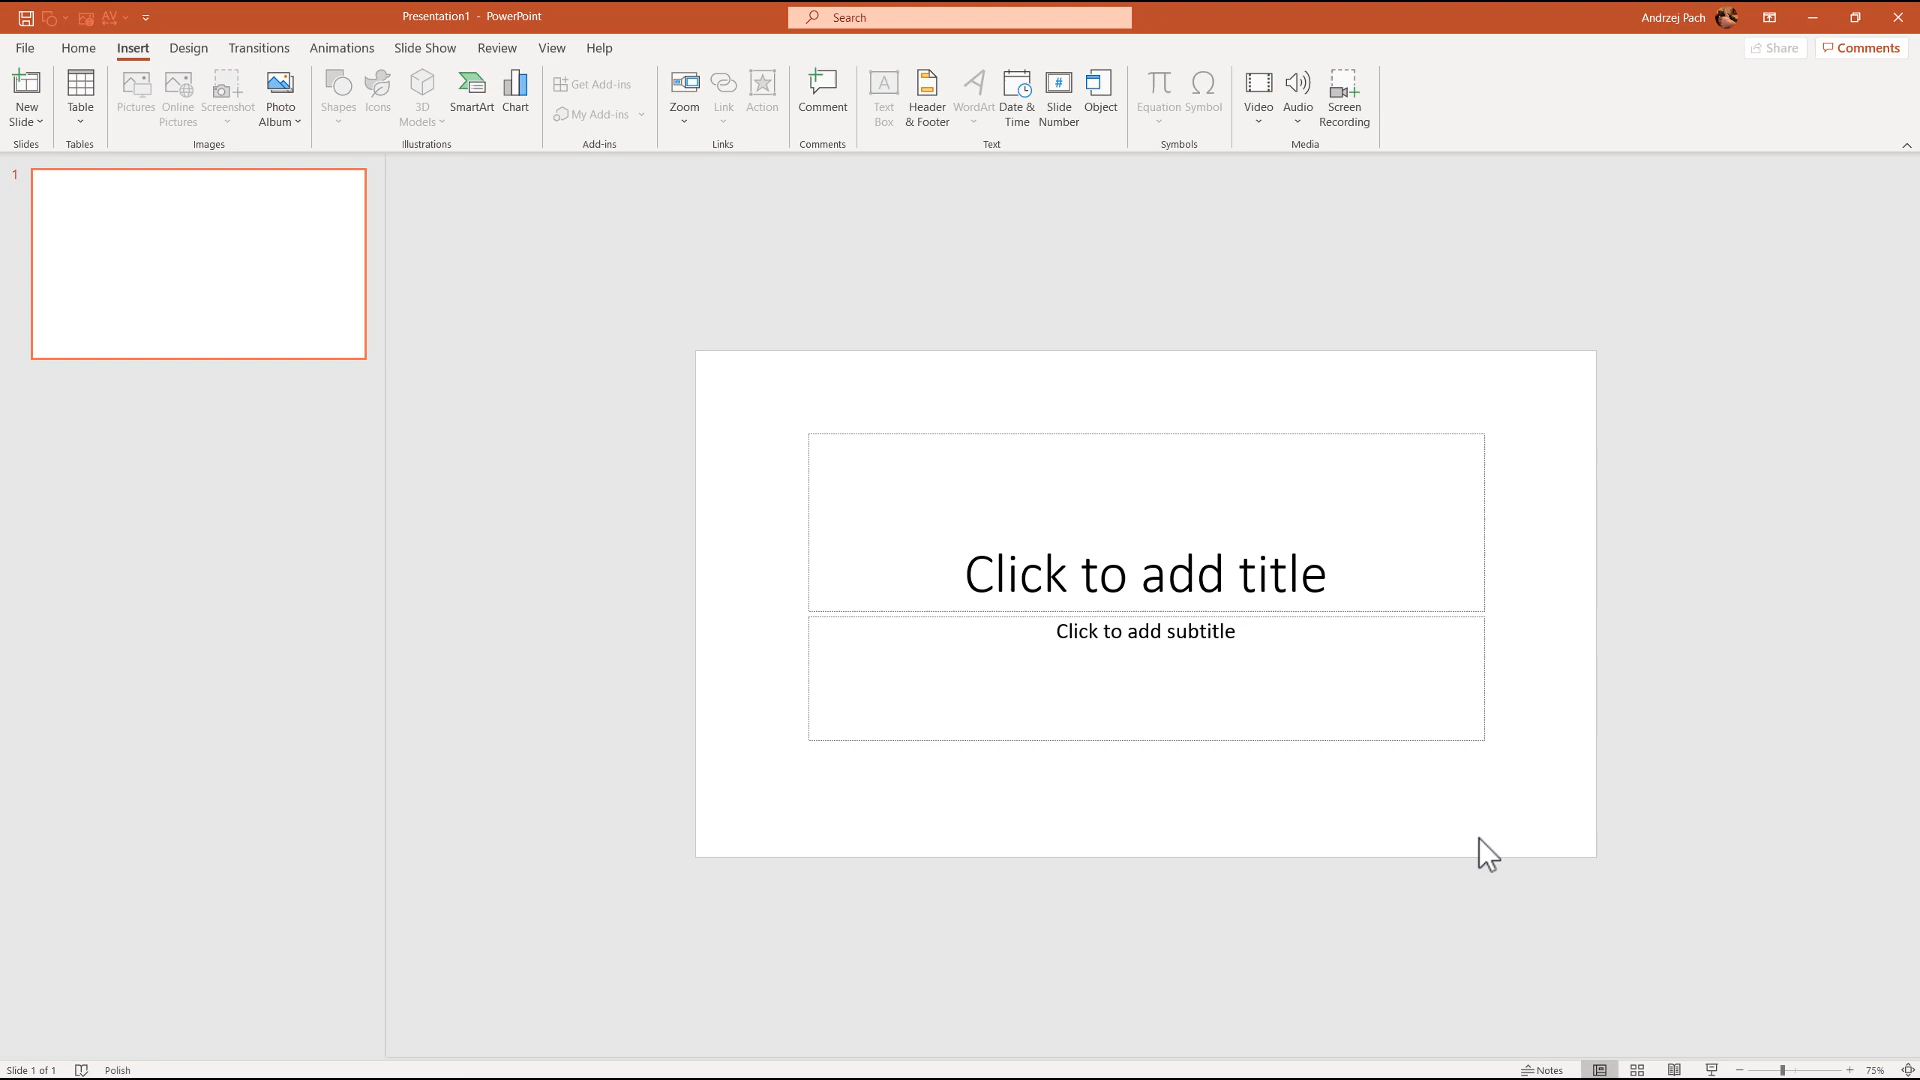 Presentation1 - PowerPoint
Search
Andrzej Pach
File Home Insert Design Transitions Animations Slide Show Review View Help
Share Comments
New Slide
Table
Pictures
Online Pictures
Screenshot
Photo Album
Shapes
Icons
3D Models
SmartArt
Chart
Get Add-ins
My Add-ins
Zoom
Link
Action
Comment
Text Box
Header & Footer
WordArt
Date & Time
Slide Number
Object
Equation
Symbol
Video
Audio
Screen Recording
Slides Tables Images Illustrations Add-ins Links Comments Text Symbols Media
1
Click to add title
Click to add subtitle
Slide 1 of 1 Polish Notes 75%